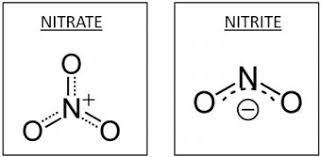 NITRATE
O
N+
O O
NITRITE
N
O O
⊖